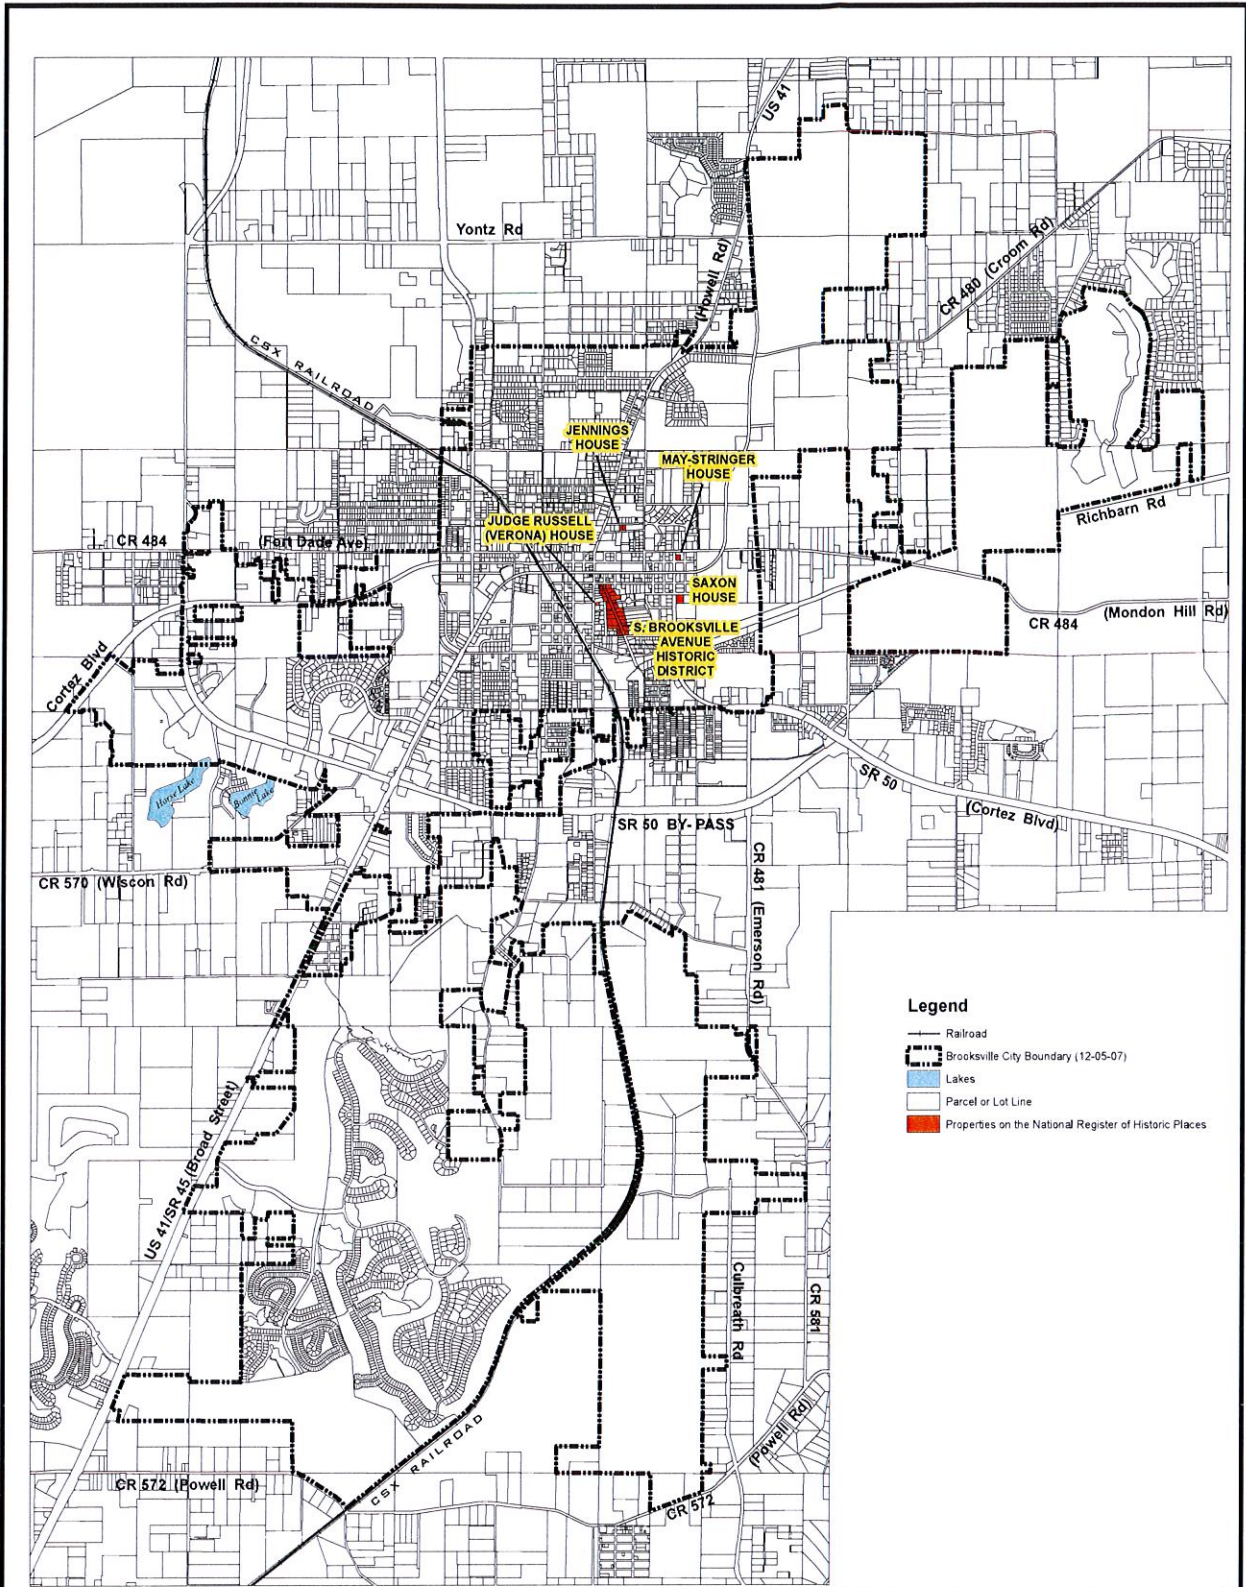 US 41
Yontz Rd
(Howell Rd)
CR 480 (Croom Rd)
CSX RAILROAD
JENNINGS
HOUSE
MAY-STRINGER
HOUSE
JUDGE RUSSELL
(VERONA) HOUSE
Richbarn Rd
CR 484
(Fort Dade Ave)
SAXON
HOUSE
(Mondon Hill Rd)
CR 484
S. BROOKSVILLE
AVENUE
HISTORIC
DISTRICT
Cortez Blvd
Horse Lake
Bonnie
Lake
SR 50
(Cortez Blvd)
SR 50 BY-PASS
CR 570 (Wiscon Rd)
CR 481 (Emerson Rd)
Legend
Railroad
Brooksville City Boundary (12-05-07)
Lakes
Parcel or Lot Line
Properties on the National Register of Historic Places
US 41/SR 45 (Broad Street)
Culbreath Rd
CR 581
(Powell Rd)
CSX RAILROAD
CR 572 (Powell Rd)
CR 572